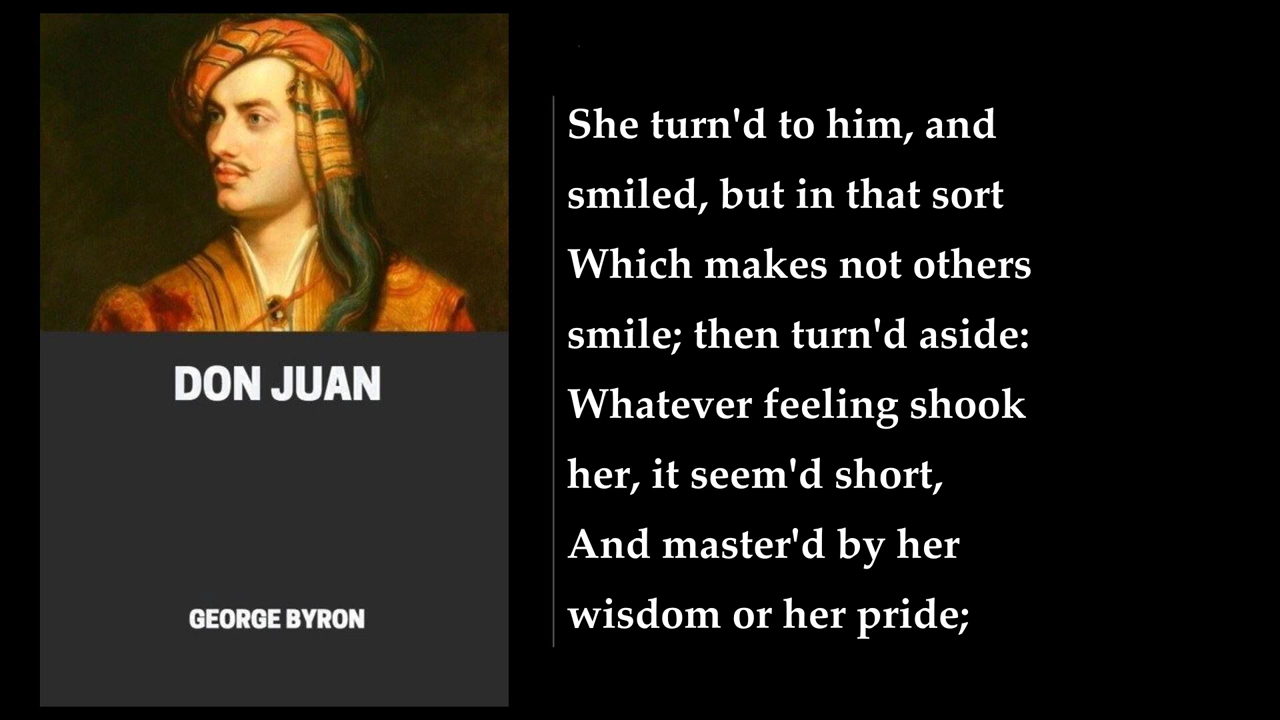 DON JUAN
GEORGE BYRON
She turn'd to him, and
smiled, but in that sort
Which makes not others
smile; then turn'd aside:
Whatever feeling shook
her, it seem'd short,
And master'd by her
wisdom or her pride;